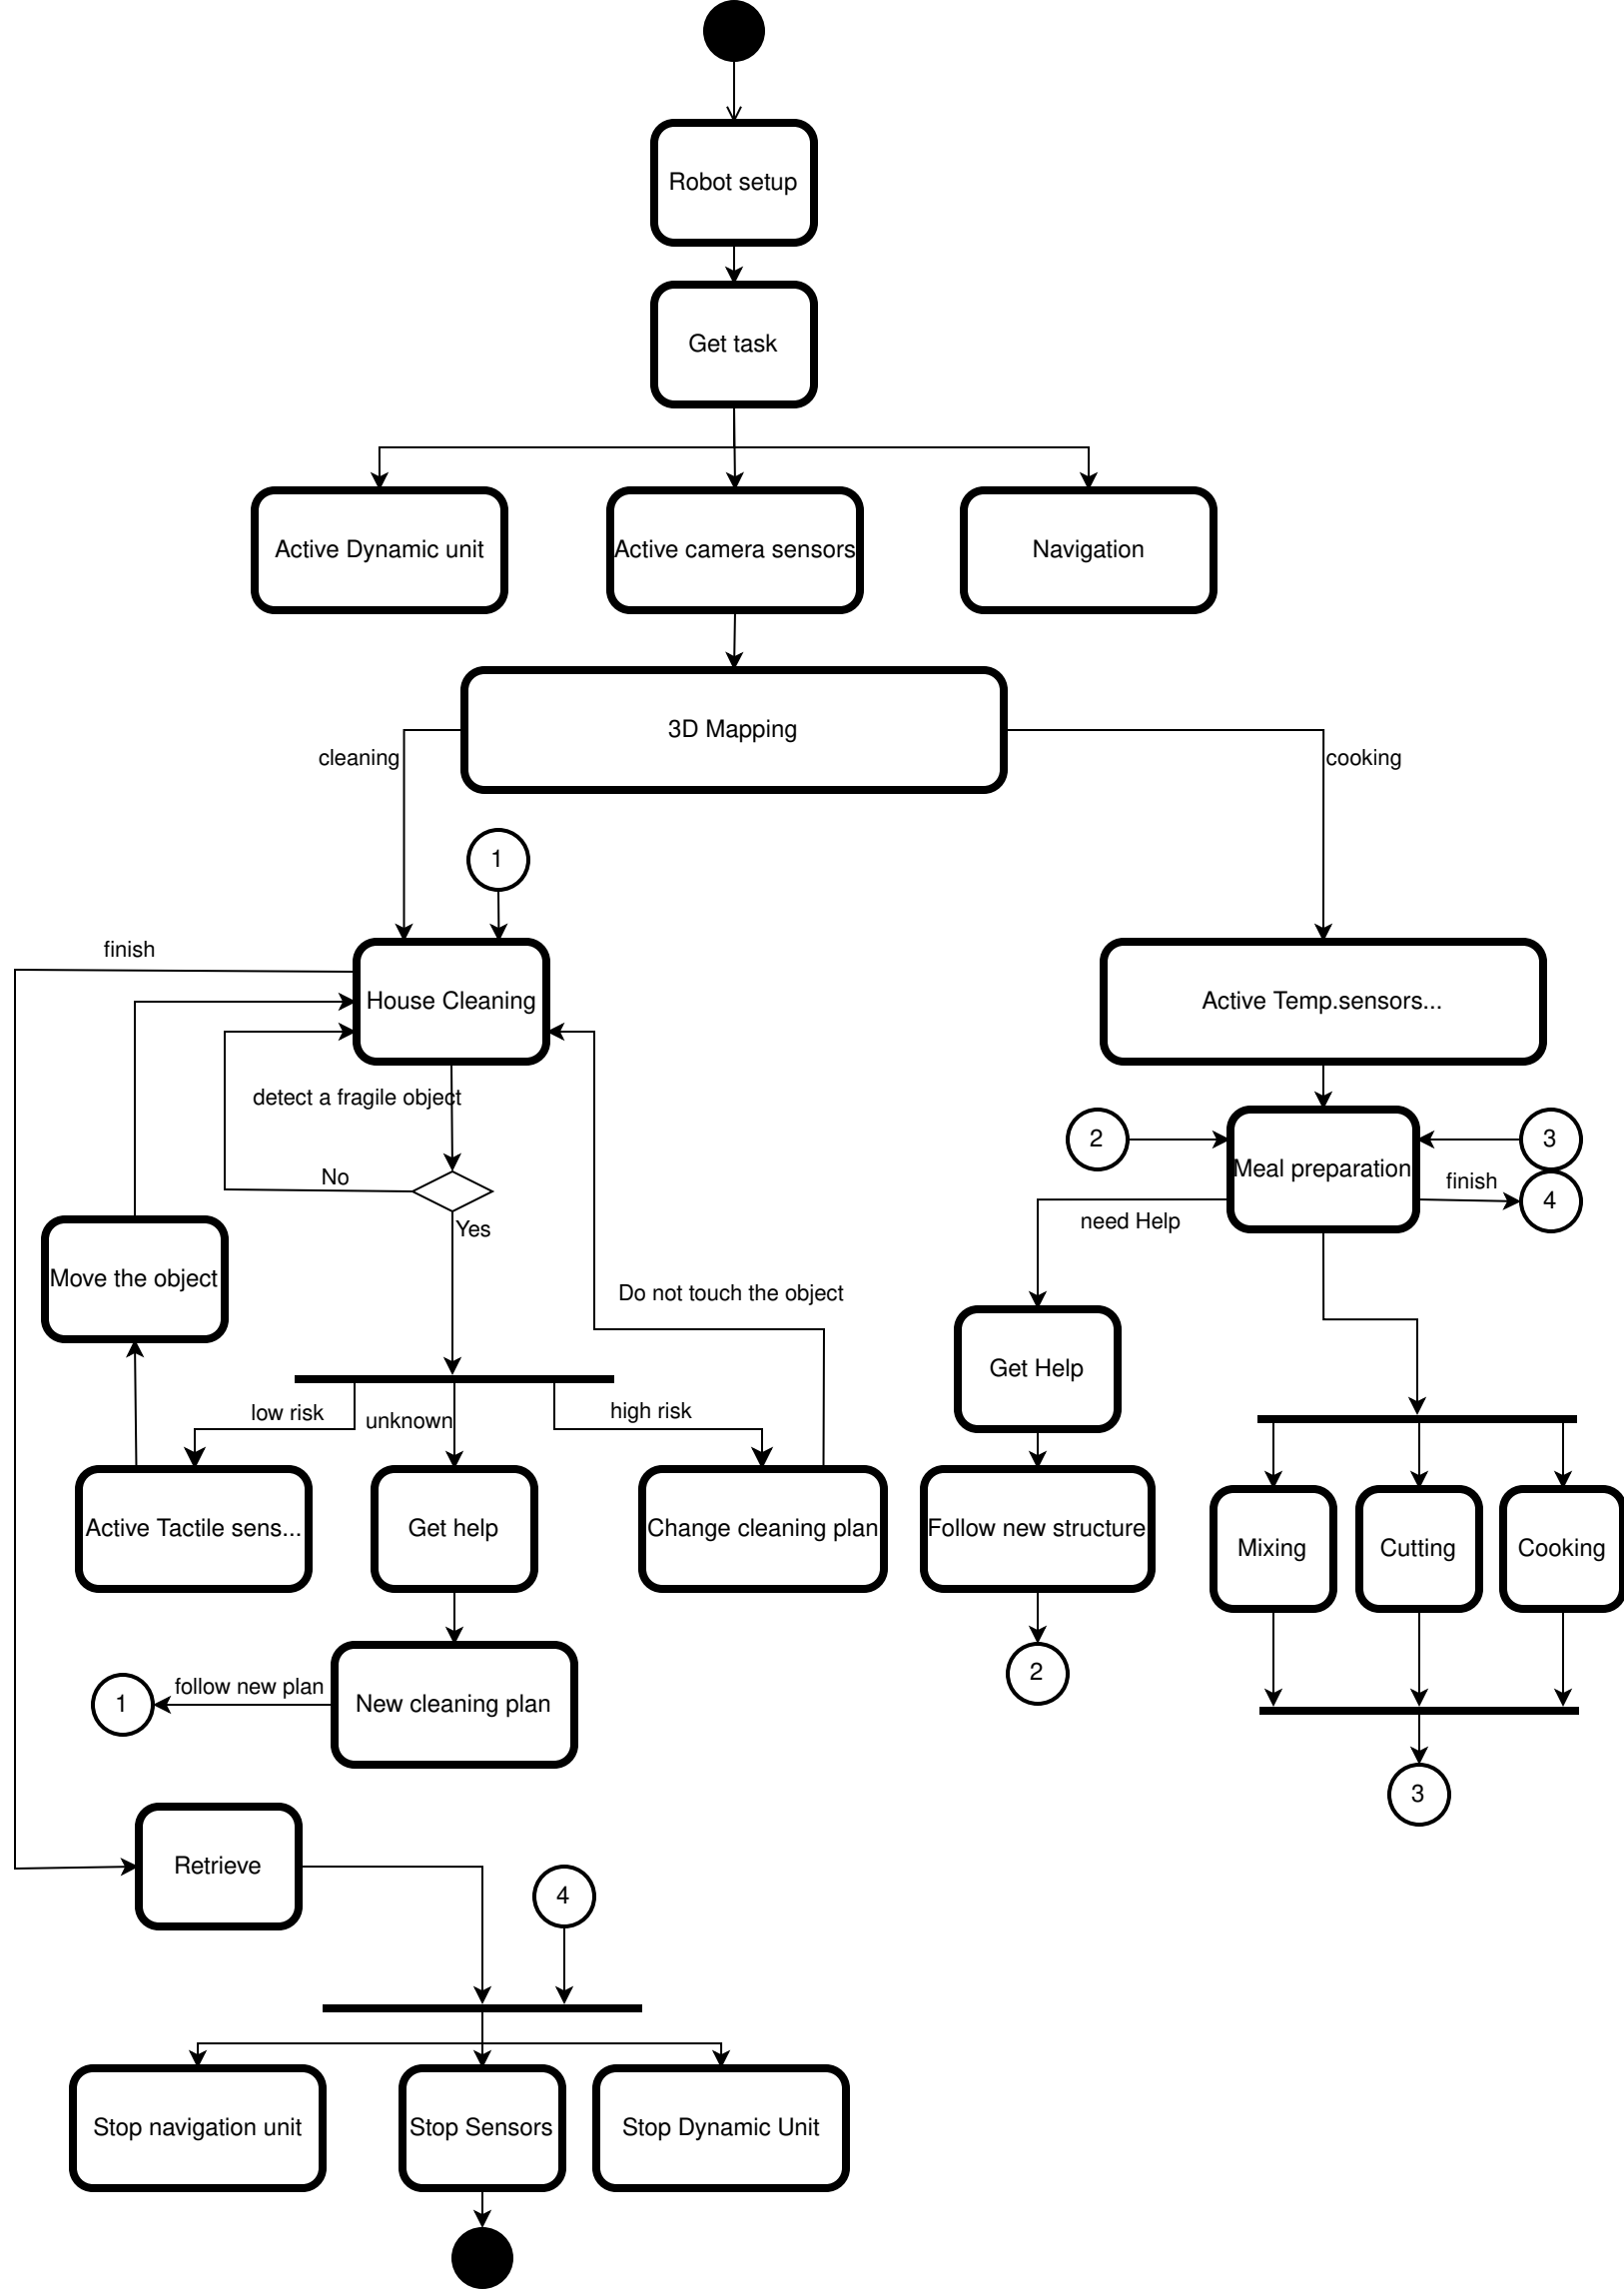 Robot setup
Get task
Active Dynamic unit
Active camera sensors
Navigation
3D Mapping
cleaning
cooking
1
finish
House Cleaning
Active Temp.sensors...
detect a fragile object
2
3
Meal preparation
No
finish
4
Yes
need Help
Move the object
Do not touch the object
Get Help
low risk
unknown
high risk
Active Tactile sens...
Get help
Change cleaning plan
Follow new structure
Mixing
Cutting
Cooking
2
follow new plan
1
New cleaning plan
3
Retrieve
4
Stop navigation unit
Stop Sensors
Stop Dynamic Unit